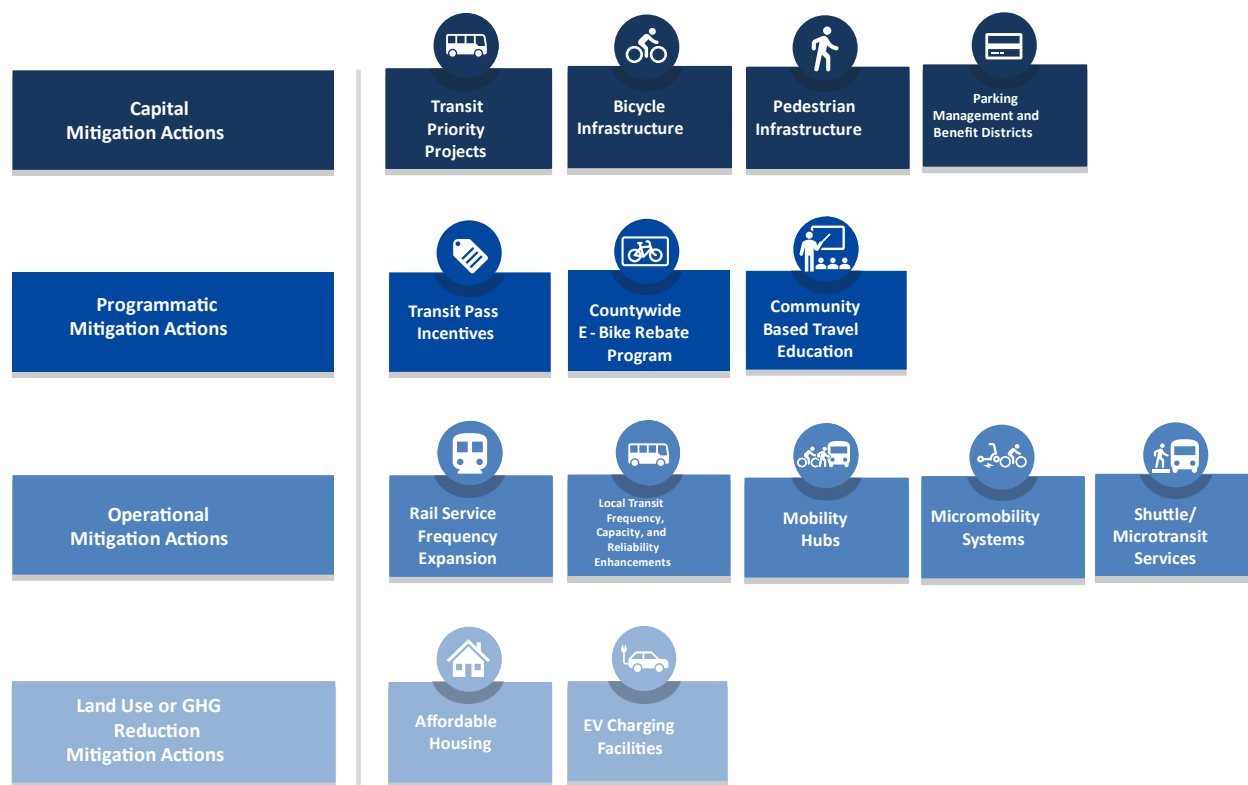 Capital
Mitigation Actions
Transit
Priority
Projects
Bicycle
Infrastructure
Pedestrian
Infrastructure
Parking
Management and
Benefit Districts
Programmatic
Mitigation Actions
Transit Pass
Incentives
Countywide
E - Bike Rebate
Program
Community
Based Travel
Education
Operational
Mitigation Actions
Rail Service
Frequency
Expansion
Local Transit
Frequency,
Capacity, and
Reliability
Enhancements
Mobility
Hubs
Micromobility
Systems
Shuttle/
Microtransit
Services
Land Use or GHG
Reduction
Mitigation Actions
Affordable
Housing
EV Charging
Facilities